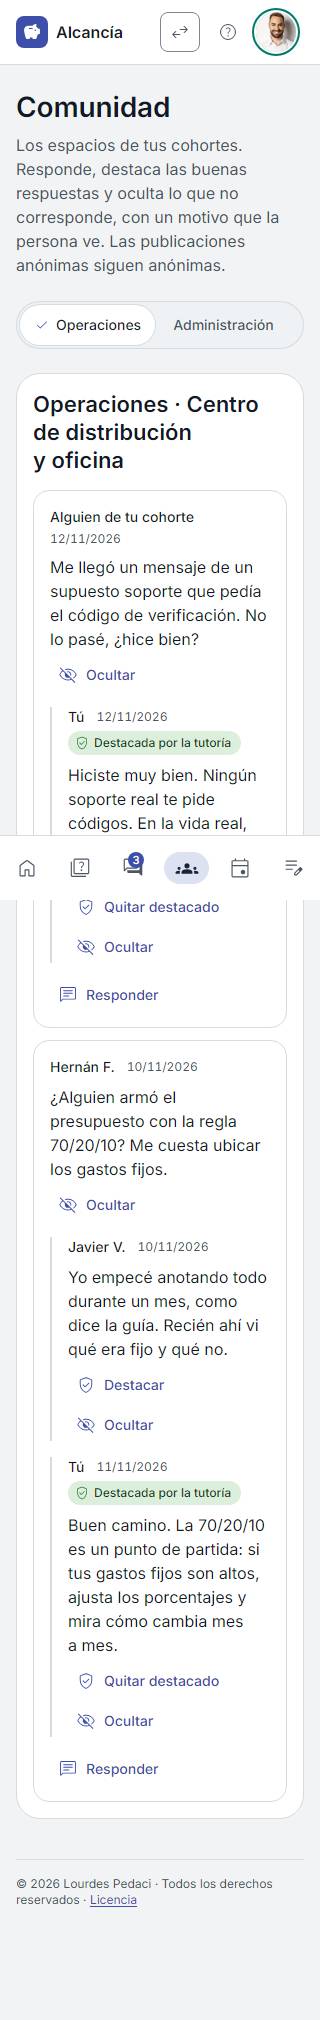 Alcancía
Comunidad
Los espacios de tus cohortes.
Responde, destaca las buenas
respuestas y oculta lo que no
corresponde, con un motivo que la
persona ve. Las publicaciones
anónimas siguen anónimas.
Operaciones
Administración
Operaciones · Centro
de distribución
y oficina
Alguien de tu cohorte
12/11/2026
Me llegó un mensaje de un
supuesto soporte que pedía
el código de verificación. No
lo pasé, ¿hice bien?
Ocultar
Tú 12/11/2026
Destacada por la tutoría
Hiciste muy bien. Ningún
soporte real te pide
códigos. En la vida real,
3
Quitar destacado
Ocultar
Responder
Hernán F. 10/11/2026
¿Alguien armó el
presupuesto con la regla
70/20/10? Me cuesta ubicar
los gastos fijos.
Ocultar
Javier V. 10/11/2026
Yo empecé anotando todo
durante un mes, como
dice la guía. Recién ahí vi
qué era fijo y qué no.
Destacar
Ocultar
Tú 11/11/2026
Destacada por la tutoría
Buen camino. La 70/20/10
es un punto de partida: si
tus gastos fijos son altos,
ajusta los porcentajes y
mira cómo cambia mes
a mes.
Quitar destacado
Ocultar
Responder
© 2026 Lourdes Pedaci · Todos los derechos
reservados · Licencia